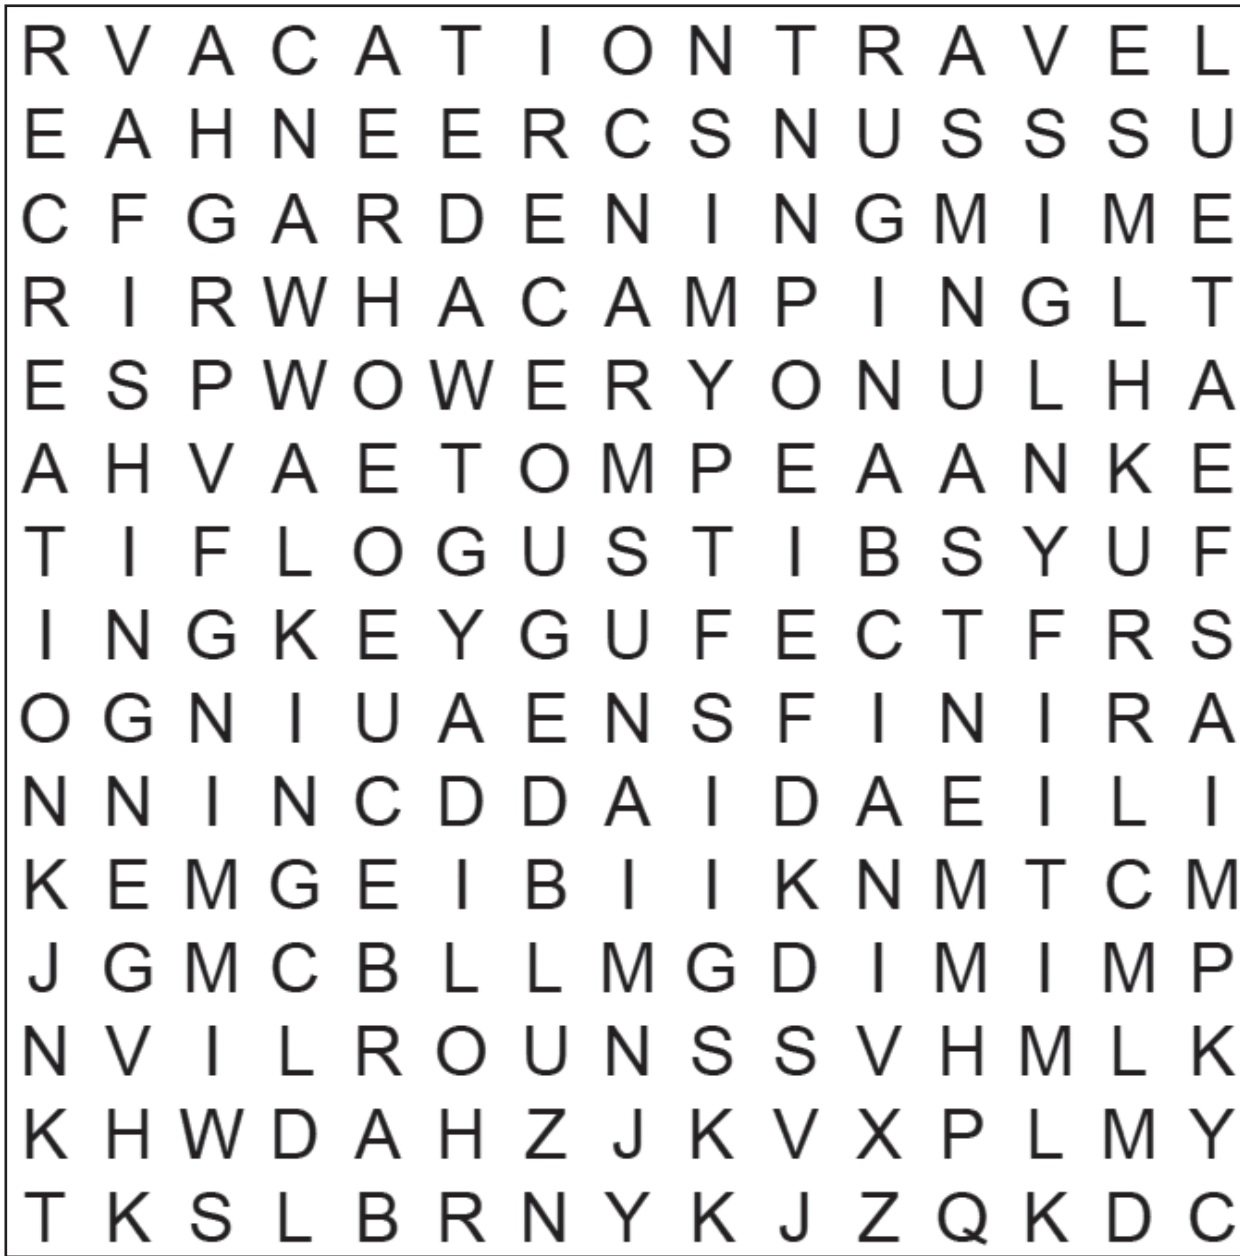 R V A C A T I O N T R A V E L
E A H N E E R C S N U S S S U
C F G A R D E N I N G M I M E
R I R W H A C A M P I N G L T
E S P W O W E R Y O N U L H A
A H V A E T O M P E A A N K E
T I F L O G U S T I B S Y U F
I N G K E Y G U F E C T F R S
O G N I U A E N S F I N I R A
N N I N C D D A I D A E I L I
K E M G E I B I I K N M T C M
J G M C B L L M G D I M I M P
N V I L R O U N S S V H M L K
K H W D A H Z J K V X P L M Y
T K S L B R N Y K J Z Q K D C